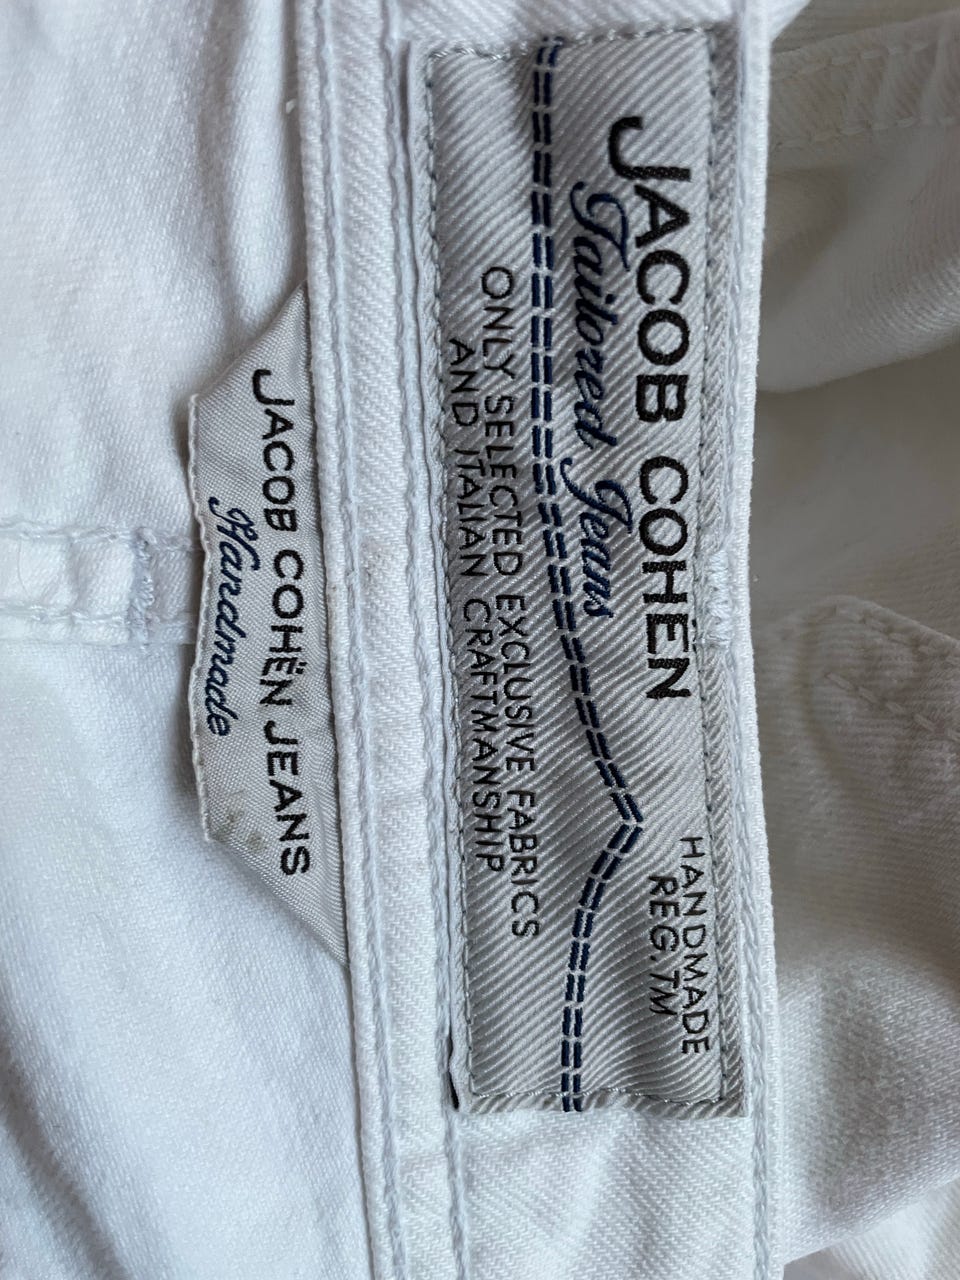 JACOB COHËN
Tailored Jeans
HANDMADE
REG.TM
ONLY SELECTED EXCLUSIVE FABRICS
AND ITALIAN CRAFTMANSHIP
JACOB COHËN JEANS
Handmade